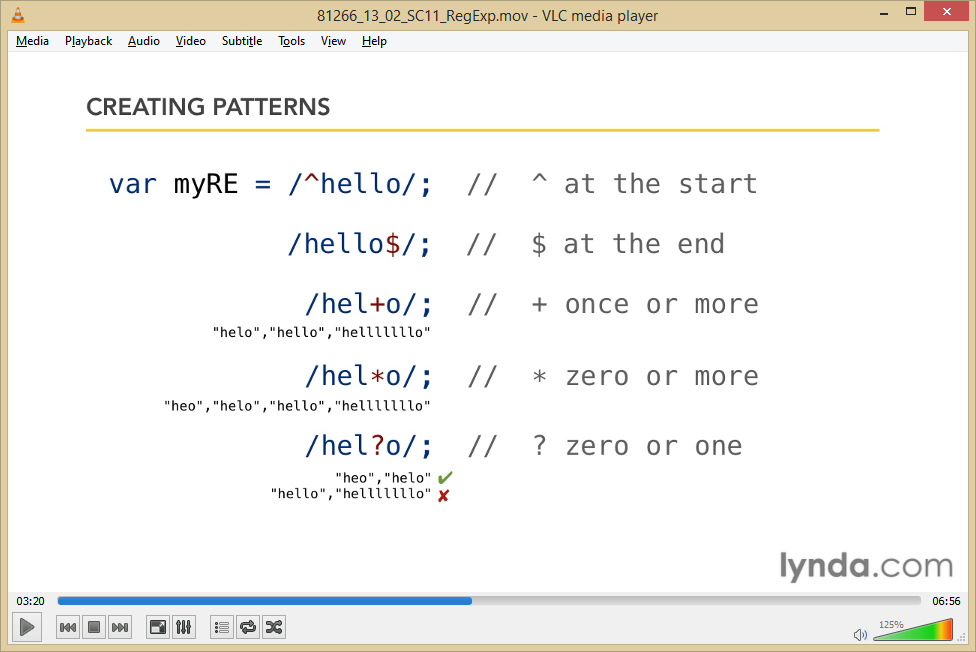 81266_13_02_SC11_RegExp.mov - VLC media player
Media Playback Audio Video Subtitle Tools View Help
CREATING PATTERNS
var myRE = /^hello/; // ^ at the start
/hello$/; // $ at the end
/hel+o/; // + once or more
"helo","hello","helllllllo"
/hel*o/; // * zero or more
"heo","helo","hello","helllllllo"
/hel?o/; // ? zero or one
"heo","helo" ✔
"hello","helllllllo" ✘
lynda.com
03:20 06:56
125%